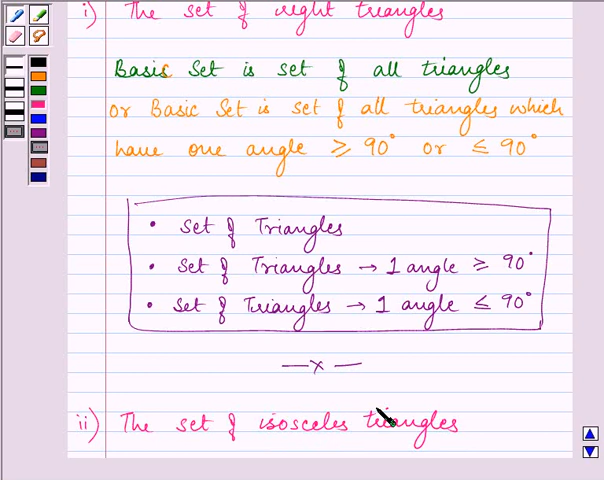 i) The set of right triangles
Basic Set is set of all triangles
or Basic Set is set of all triangles which
have one angle ≥ 90° or ≤ 90°
• Set of Triangles
• Set of Triangles → 1 angle ≥ 90°
• Set of Triangles → 1 angle ≤ 90°
—x—
ii) The set of isosceles triangles